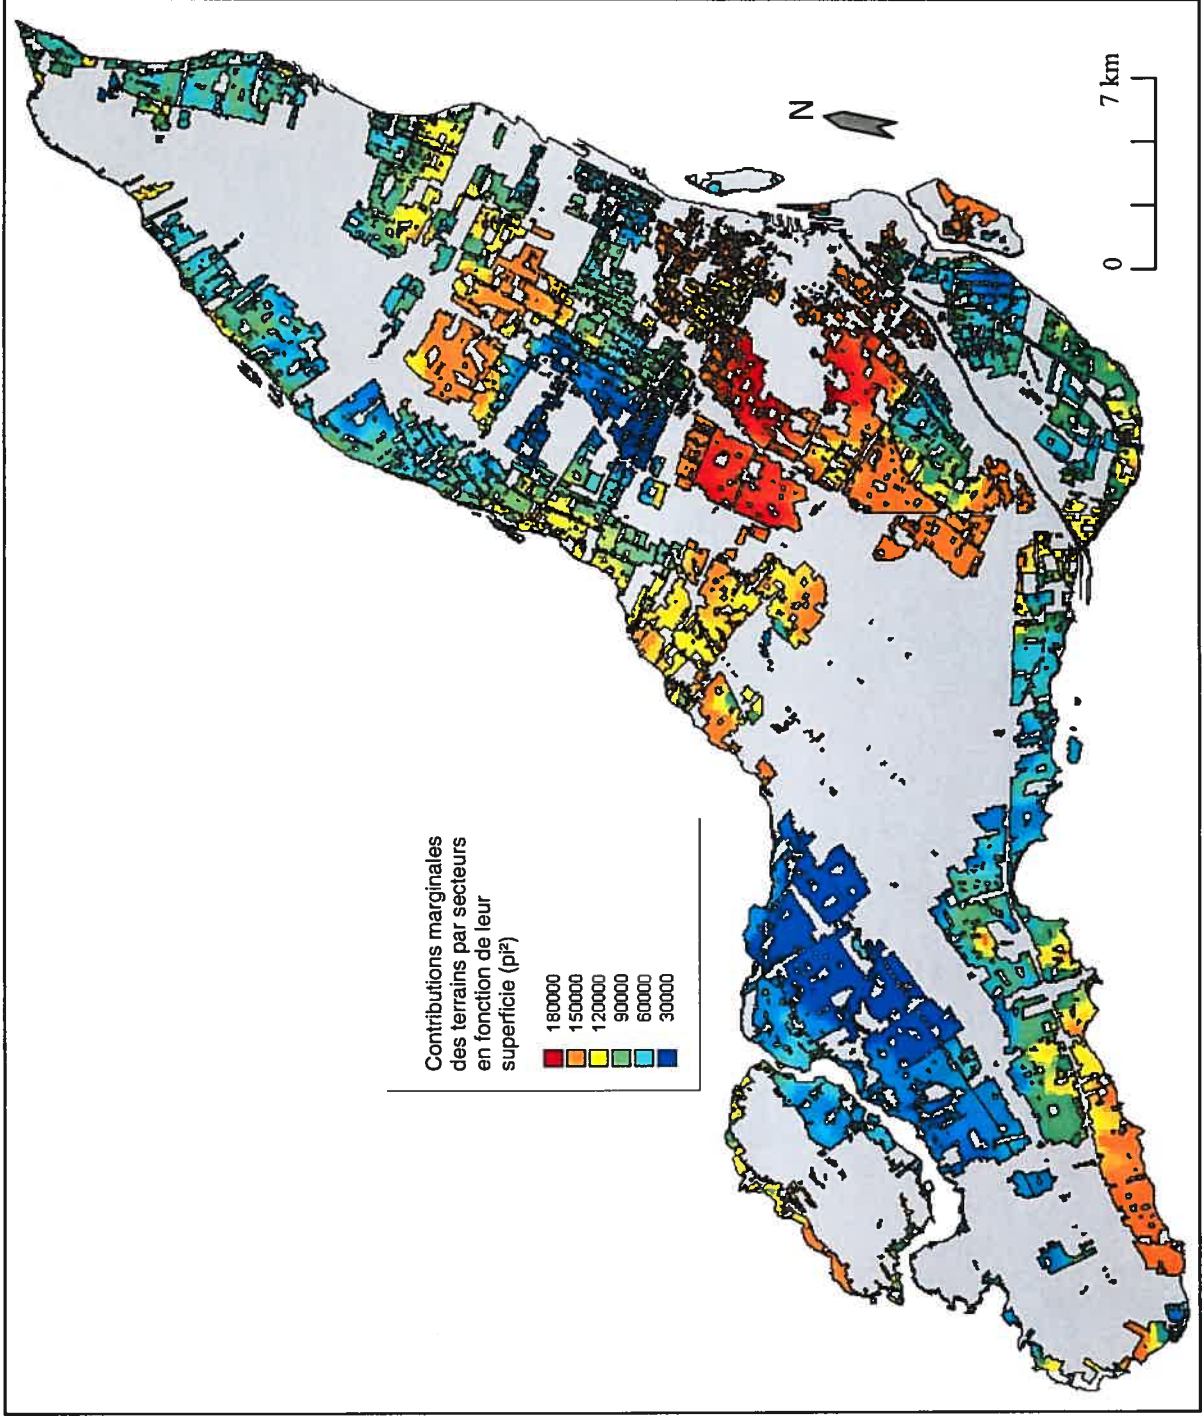 Contributions marginales
des terrains par secteurs
en fonction de leur
superficie (pi²)
180000
150000
120000
90000
60000
30000
N
0
7 km